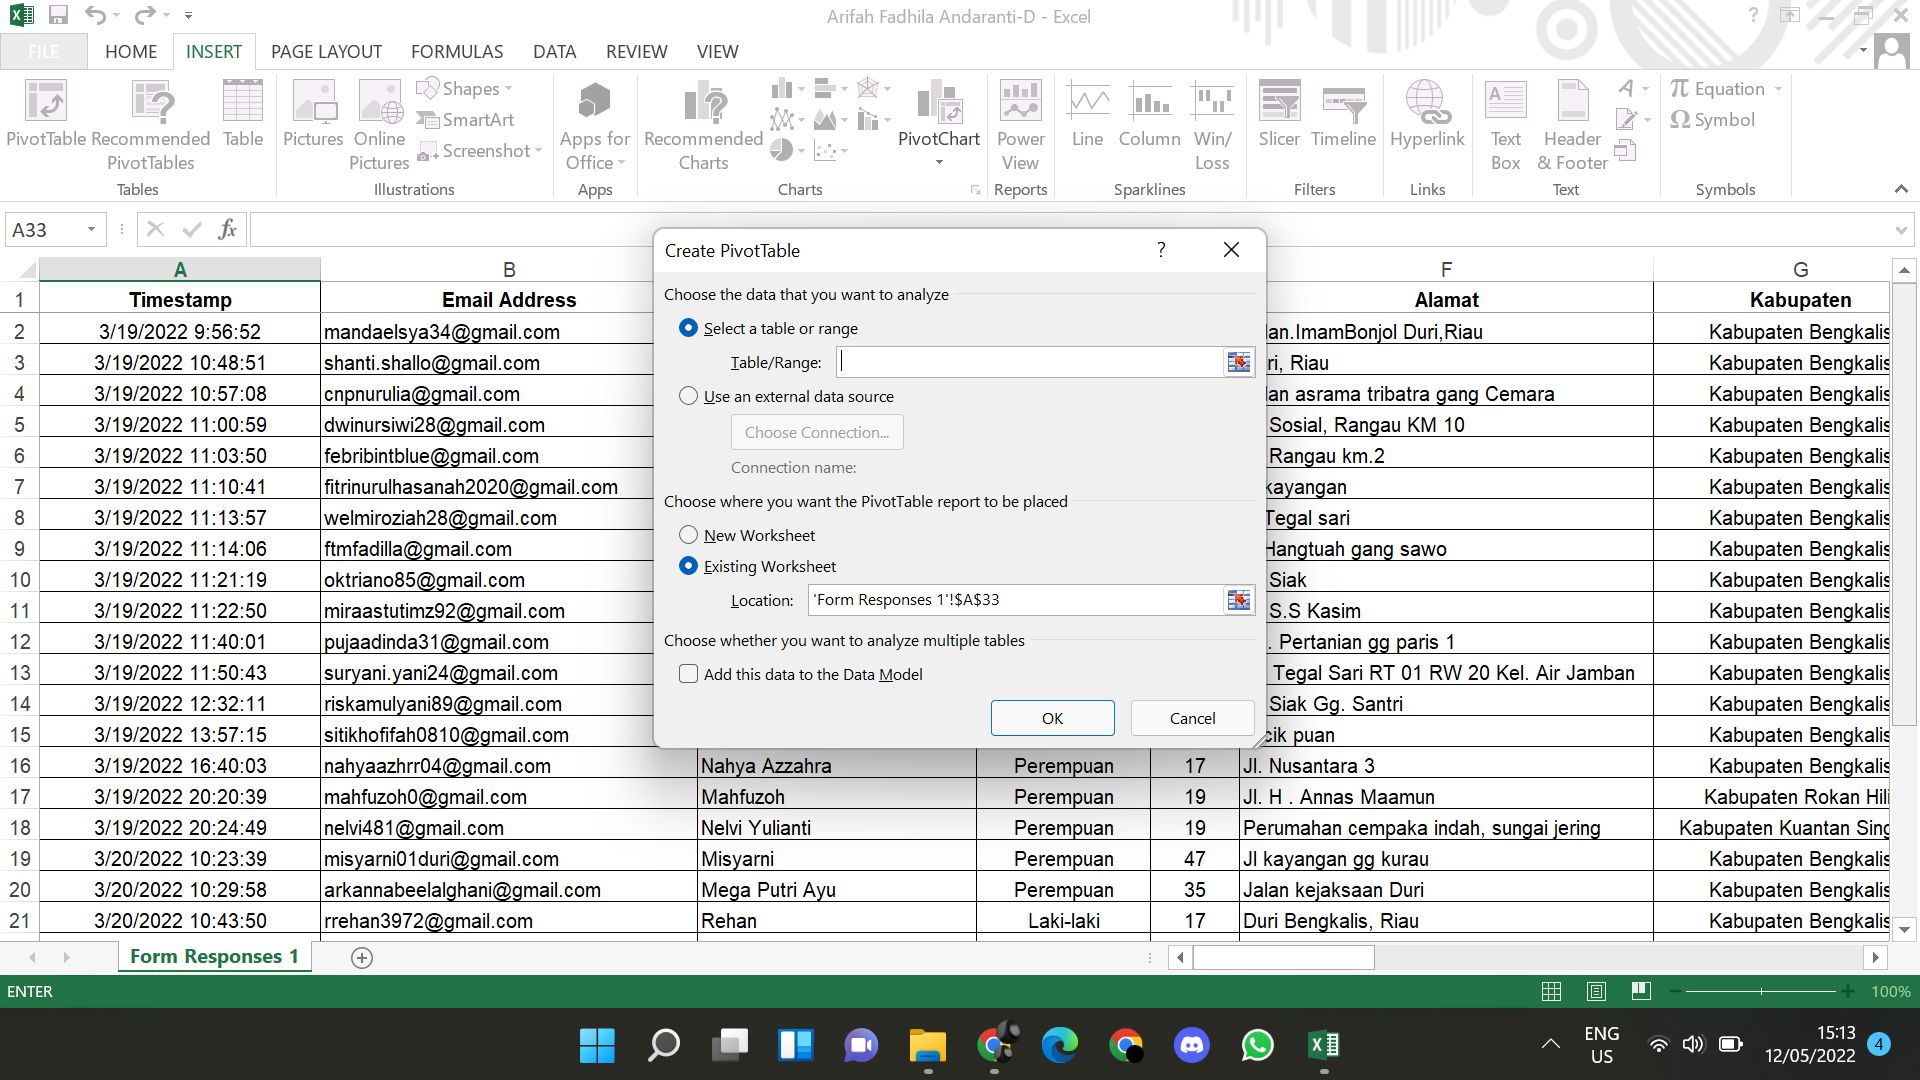 Arifah Fadhila Andaranti-D - Excel
FILE HOME INSERT PAGE LAYOUT FORMULAS DATA REVIEW VIEW
PivotTable Recommended PivotTables Table
Tables
Pictures Online Pictures Shapes SmartArt Screenshot
Illustrations
Apps for Office
Apps
Recommended Charts PivotChart
Charts
Power View
Reports
Line Column Win/Loss
Sparklines
Slicer Timeline
Filters
Hyperlink
Links
Text Box Header & Footer
Text
Equation Symbol
Symbols
A33 fx
Create PivotTable ?
Choose the data that you want to analyze
Select a table or range
Table/Range:
Use an external data source
Choose Connection...
Connection name:
Choose where you want the PivotTable report to be placed
New Worksheet
Existing Worksheet
Location: 'Form Responses 1'!$A$33
Choose whether you want to analyze multiple tables
Add this data to the Data Model
OK Cancel
A B F G
1 Timestamp Email Address Alamat Kabupaten
2 3/19/2022 9:56:52 mandaelsya34@gmail.com lan.ImamBonjol Duri,Riau Kabupaten Bengkalis
3 3/19/2022 10:48:51 shanti.shallo@gmail.com ri, Riau Kabupaten Bengkalis
4 3/19/2022 10:57:08 cnpnurulia@gmail.com lan asrama tribatra gang Cemara Kabupaten Bengkalis
5 3/19/2022 11:00:59 dwinursiwi28@gmail.com Sosial, Rangau KM 10 Kabupaten Bengkalis
6 3/19/2022 11:03:50 febribintblue@gmail.com Rangau km.2 Kabupaten Bengkalis
7 3/19/2022 11:10:41 fitrinurulhasanah2020@gmail.com kayangan Kabupaten Bengkalis
8 3/19/2022 11:13:57 welmiroziah28@gmail.com Tegal sari Kabupaten Bengkalis
9 3/19/2022 11:14:06 ftmfadilla@gmail.com Hangtuah gang sawo Kabupaten Bengkalis
10 3/19/2022 11:21:19 oktriano85@gmail.com Siak Kabupaten Bengkalis
11 3/19/2022 11:22:50 miraastutimz92@gmail.com S.S Kasim Kabupaten Bengkalis
12 3/19/2022 11:40:01 pujaadinda31@gmail.com . Pertanian gg paris 1 Kabupaten Bengkalis
13 3/19/2022 11:50:43 suryani.yani24@gmail.com Tegal Sari RT 01 RW 20 Kel. Air Jamban Kabupaten Bengkalis
14 3/19/2022 12:32:11 riskamulyani89@gmail.com Siak Gg. Santri Kabupaten Bengkalis
15 3/19/2022 13:57:15 sitikhofifah0810@gmail.com cik puan Kabupaten Bengkalis
16 3/19/2022 16:40:03 nahyaazhrr04@gmail.com Nahya Azzahra Perempuan 17 Jl. Nusantara 3 Kabupaten Bengkalis
17 3/19/2022 20:20:39 mahfuzoh0@gmail.com Mahfuzoh Perempuan 19 Jl. H . Annas Maamun Kabupaten Rokan Hili
18 3/19/2022 20:24:49 nelvi481@gmail.com Nelvi Yulianti Perempuan 19 Perumahan cempaka indah, sungai jering Kabupaten Kuantan Sing
19 3/20/2022 10:23:39 misyarni01duri@gmail.com Misyarni Perempuan 47 Jl kayangan gg kurau Kabupaten Bengkalis
20 3/20/2022 10:29:58 arkannabeelalghani@gmail.com Mega Putri Ayu Perempuan 35 Jalan kejaksaan Duri Kabupaten Bengkalis
21 3/20/2022 10:43:50 rrehan3972@gmail.com Rehan Laki-laki 17 Duri Bengkalis, Riau Kabupaten Bengkalis
Form Responses 1
ENTER 100%
ENG 15:13
US 12/05/2022 4